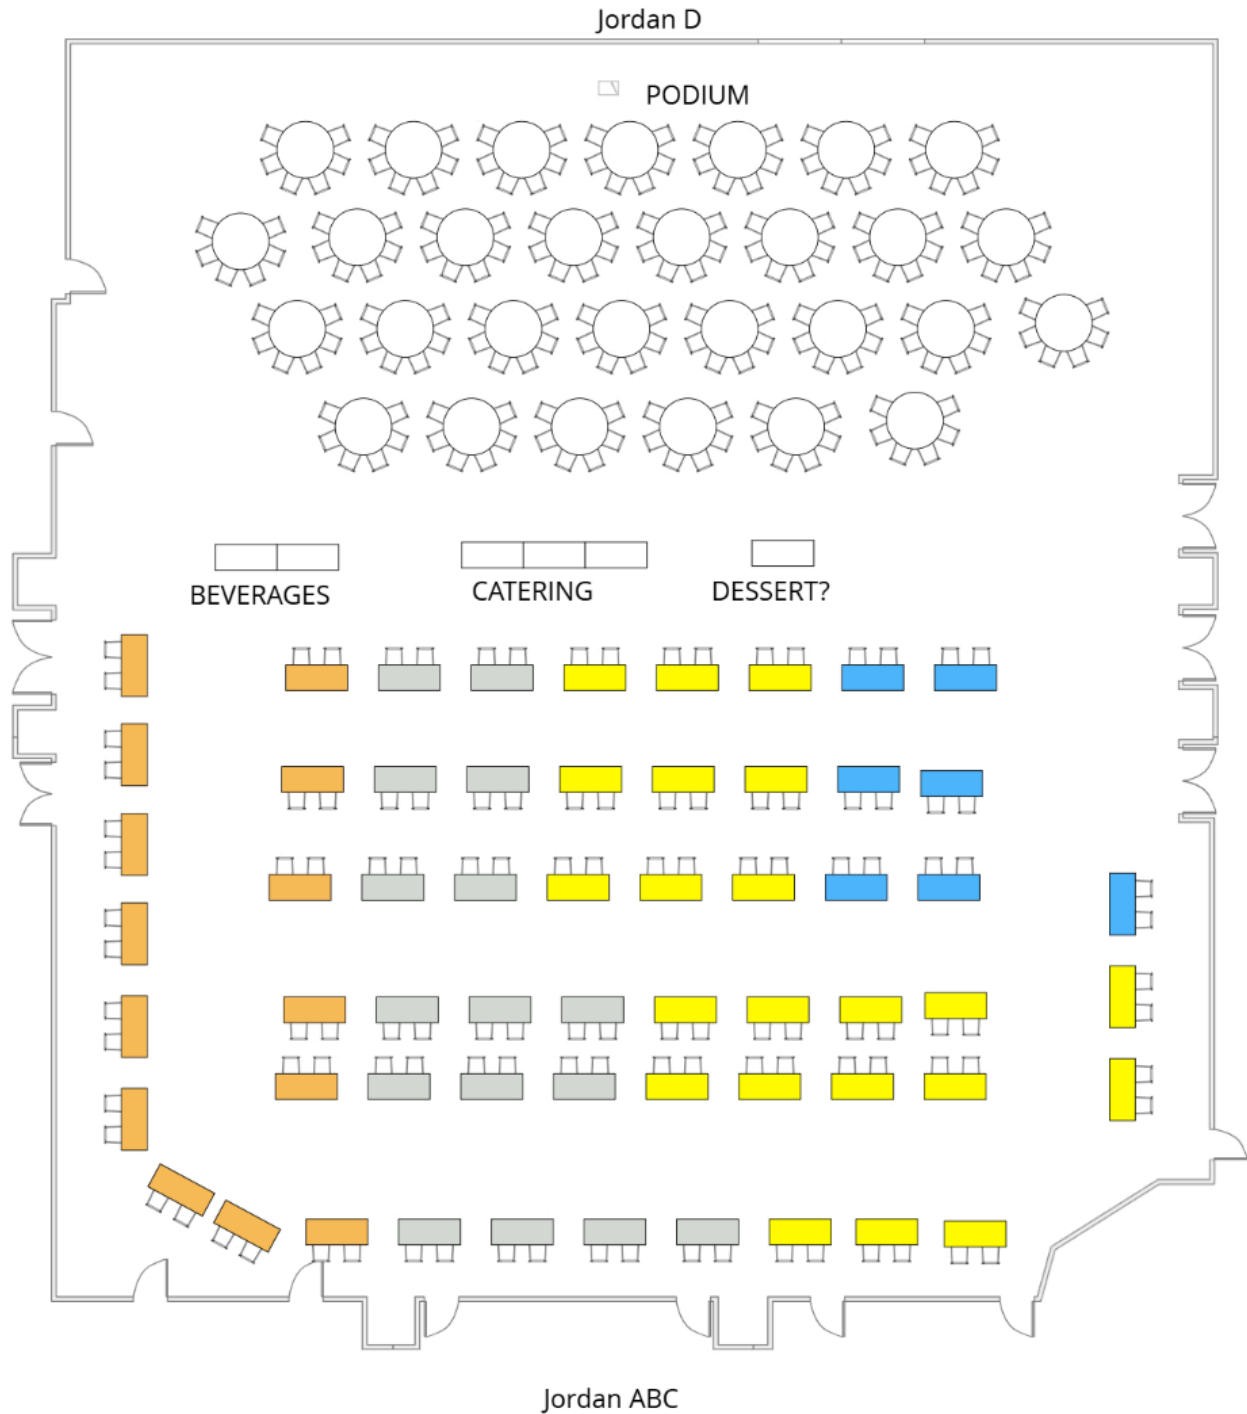 Jordan D
PODIUM
BEVERAGES
CATERING
DESSERT?
Jordan ABC